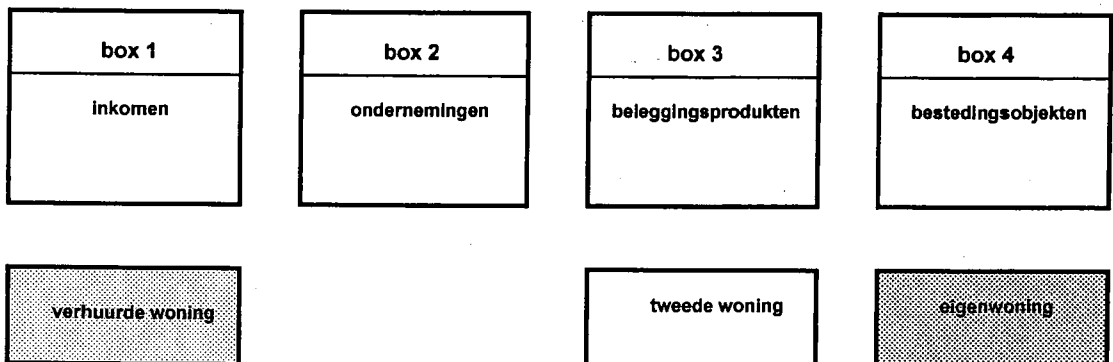 box 1
box 2
box 3
box 4
inkomen
ondernemingen
beleggingsprodukten
bestedingsobjekten
verhuurde woning
tweede woning
eigenwoning